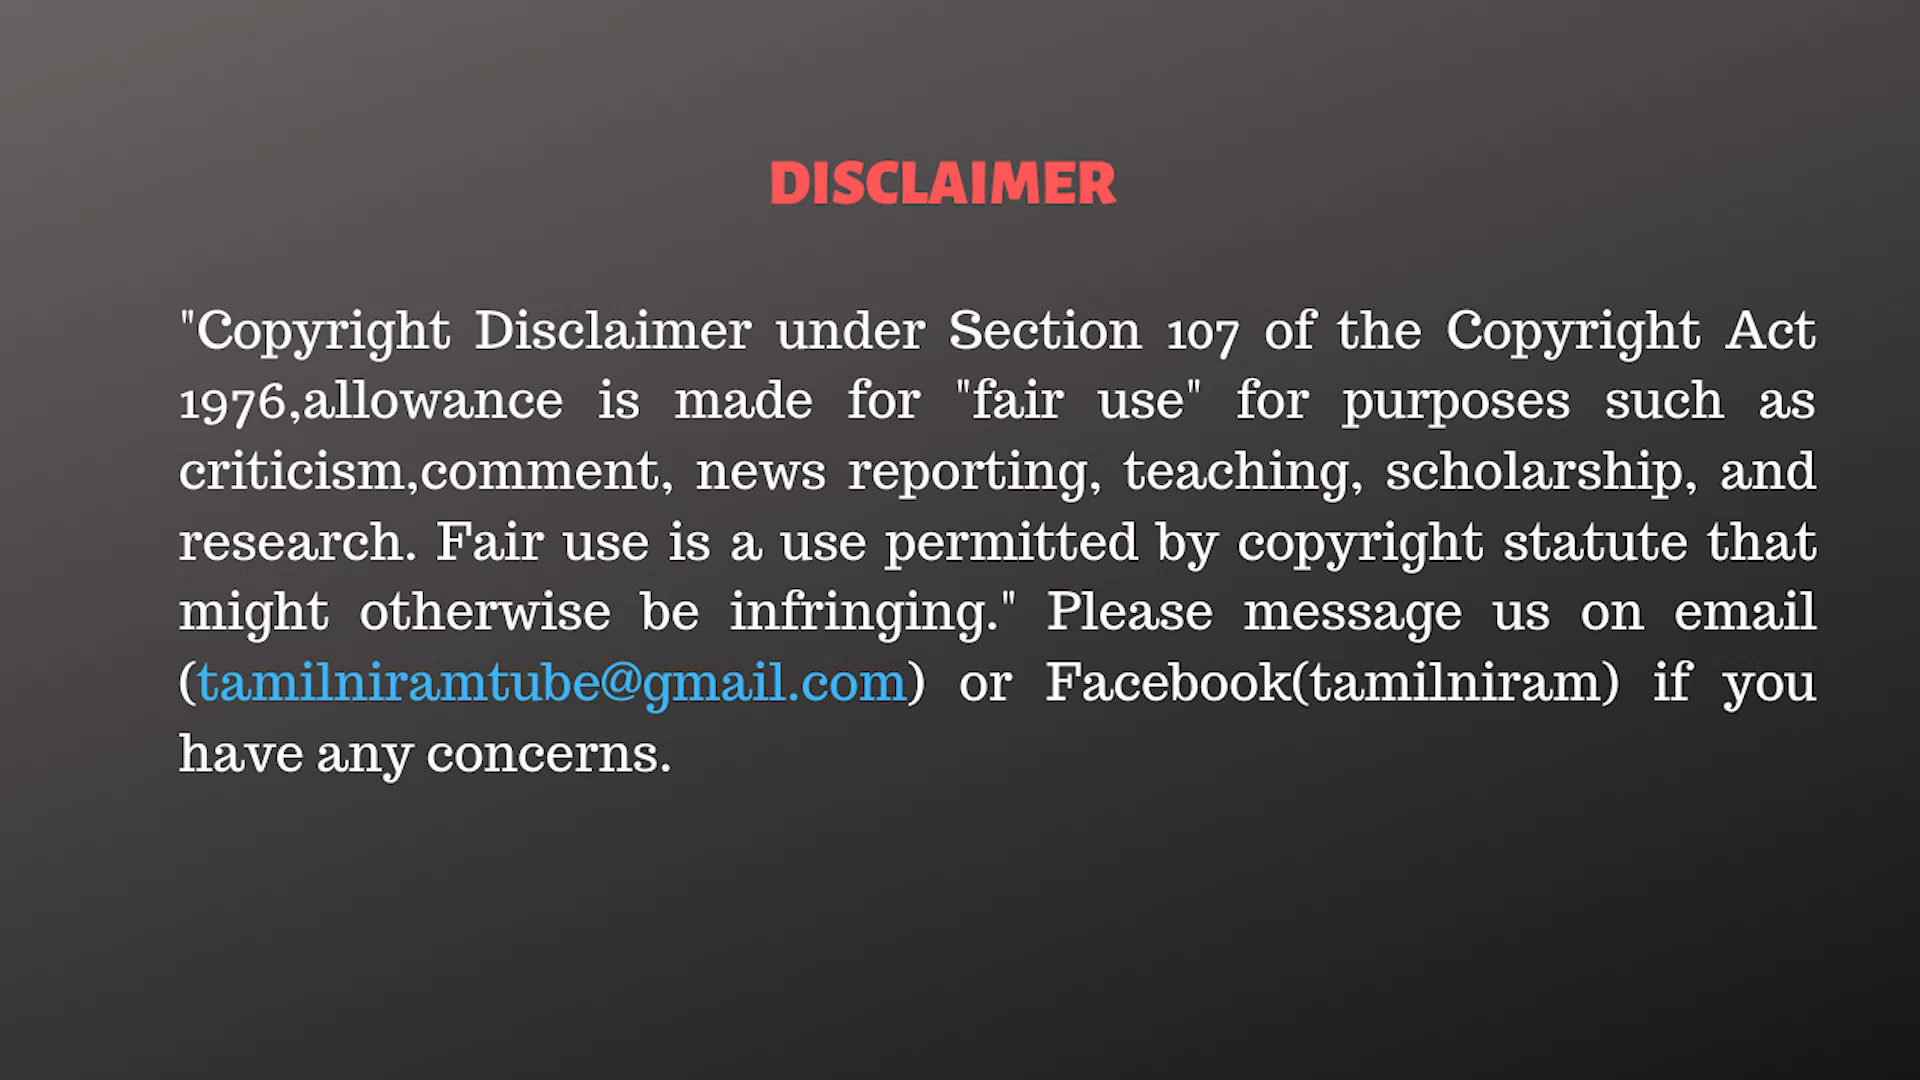 DISCLAIMER
"Copyright Disclaimer under Section 107 of the Copyright Act
1976,allowance is made for "fair use" for purposes such as
criticism,comment, news reporting, teaching, scholarship, and
research. Fair use is a use permitted by copyright statute that
might otherwise be infringing." Please message us on email
(tamilniramtube@gmail.com) or Facebook(tamilniram) if you
have any concerns.